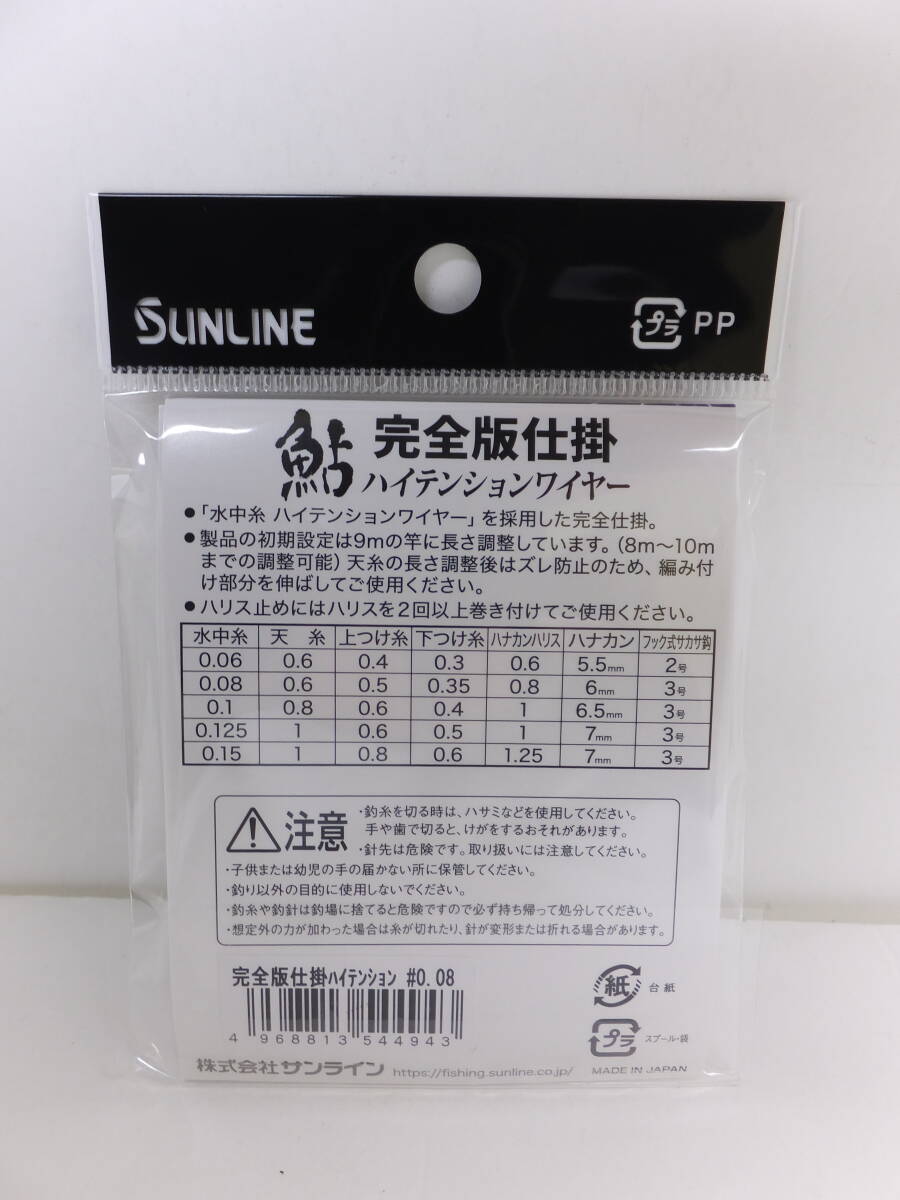 SUNLINE
プラ PP
鮎 完全版仕掛
ハイテンションワイヤー
●「水中糸 ハイテンションワイヤー」を採用した完全仕掛。
●製品の初期設定は9mの竿に長さ調整しています。(8m〜10m
までの調整可能) 天糸の長さ調整後はズレ防止のため、編み付
け部分を伸ばしてご使用ください。
●ハリス止めにはハリスを2回以上巻き付けてご使用ください。
水中糸 天 糸 上つけ糸 下つけ糸 ハナカンハリス ハナカン フック式サカサ鈎
0.06 0.6 0.4 0.3 0.6 5.5mm 2号
0.08 0.6 0.5 0.35 0.8 6mm 3号
0.1 0.8 0.6 0.4 1 6.5mm 3号
0.125 1 0.6 0.5 1 7mm 3号
0.15 1 0.8 0.6 1.25 7mm 3号
注意
・釣糸を切る時は、ハサミなどを使用してください。
手や歯で切ると、けがをするおそれがあります。
・針先は危険です。取り扱いには注意してください。
・子供または幼児の手の届かない所に保管してください。
・釣り以外の目的に使用しないでください。
・釣糸や釣針は釣場に捨てると危険ですので必ず持ち帰って処分してください。
・想定外の力が加わった場合は糸が切れたり、針が変形または折れる場合があります。
完全版仕掛ハイテンション #0.08
4 968813 544943
紙 台紙
プラ スプール・袋
株式会社サンライン https://fishing.sunline.co.jp/ MADE IN JAPAN